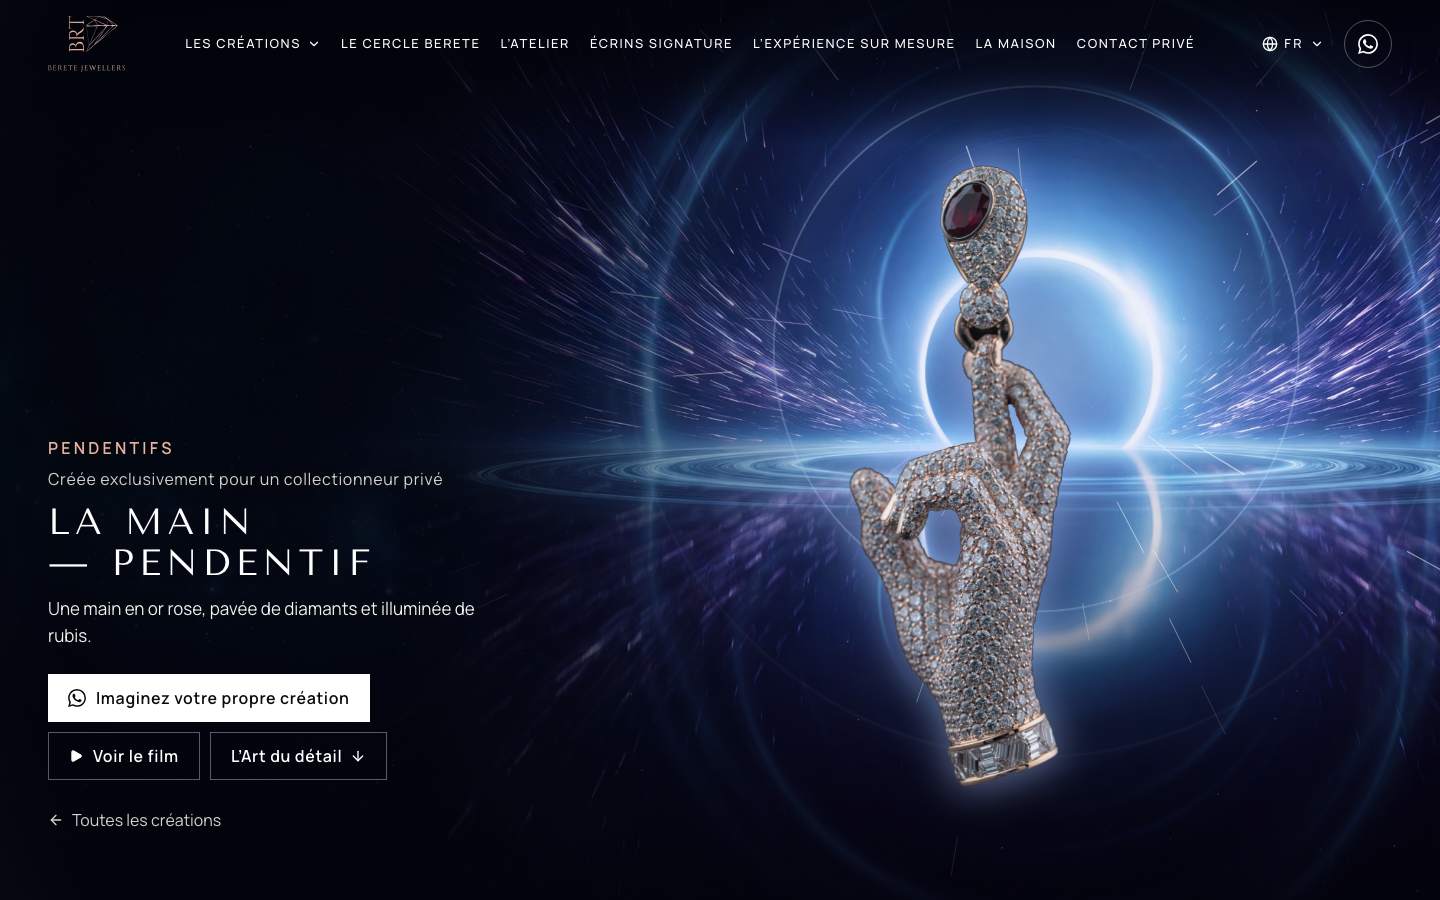 BRT
BERETE JEWELLERS
LES CRÉATIONS
LE CERCLE BERETE
L’ATELIER
ÉCRINS SIGNATURE
L’EXPÉRIENCE SUR MESURE
LA MAISON
CONTACT PRIVÉ
FR
PENDENTIFS
Créée exclusivement pour un collectionneur privé
LA MAIN
— PENDENTIF
Une main en or rose, pavée de diamants et illuminée de
rubis.
Imaginez votre propre création
Voir le film
L’Art du détail
Toutes les créations